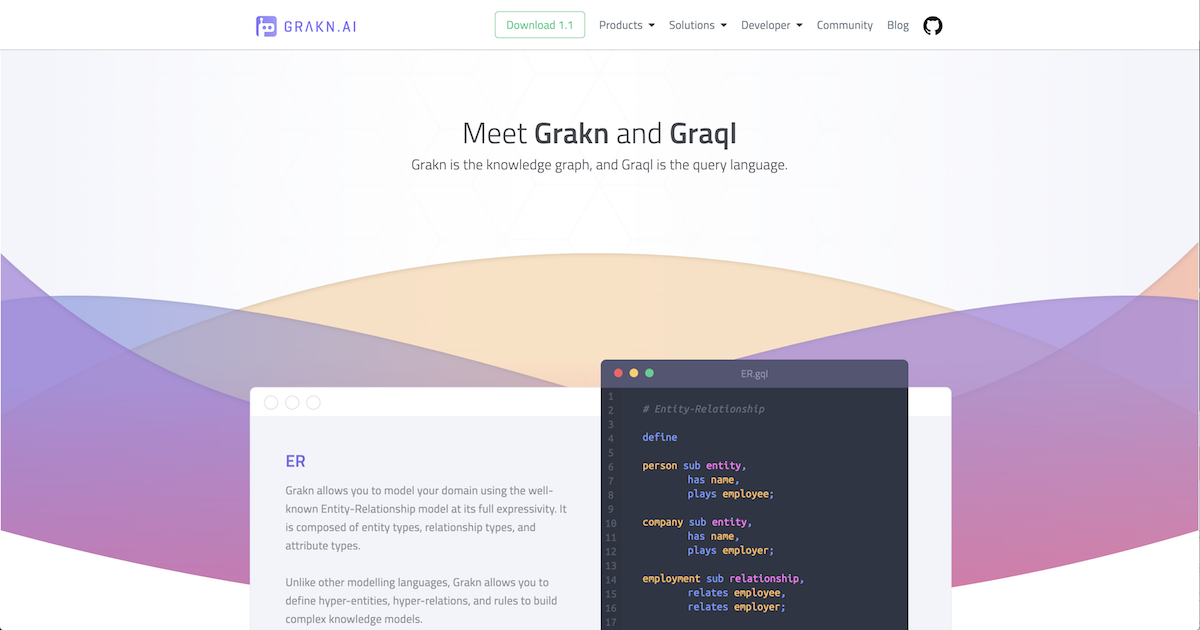 GRAKN.AI
Download 1.1 Products Solutions Developer Community Blog
Meet Grakn and Graql
Grakn is the knowledge graph, and Graql is the query language.
ER
Grakn allows you to model your domain using the well-
known Entity-Relationship model at its full expressivity. It
is composed of entity types, relationship types, and
attribute types.
Unlike other modelling languages, Grakn allows you to
define hyper-entities, hyper-relations, and rules to build
complex knowledge models.
ER.gql
1
2 # Entity-Relationship
3
4 define
5
6 person sub entity,
7 has name,
8 plays employee;
9
10 company sub entity,
11 has name,
12 plays employer;
13
14 employment sub relationship,
15 relates employee,
16 relates employer;
17